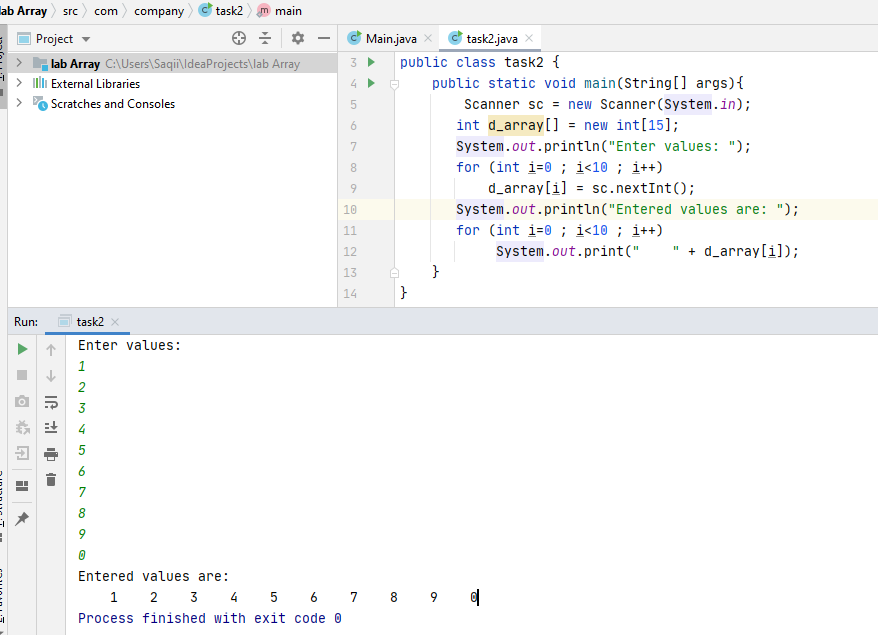 lab Array > src > com > company > task2 > main
Project
Main.java
task2.java
lab Array C:\Users\Saqii\IdeaProjects\lab Array
External Libraries
Scratches and Consoles
3 public class task2 {
4 public static void main(String[] args){
5 Scanner sc = new Scanner(System.in);
6 int d_array[] = new int[15];
7 System.out.println("Enter values: ");
8 for (int i=0 ; i<10 ; i++)
9 d_array[i] = sc.nextInt();
10 System.out.println("Entered values are: ");
11 for (int i=0 ; i<10 ; i++)
12 System.out.print("    " + d_array[i]);
13 }
14 }
Run: task2
Enter values:
1
2
3
4
5
6
7
8
9
0
Entered values are:
1    2    3    4    5    6    7    8    9    0
Process finished with exit code 0